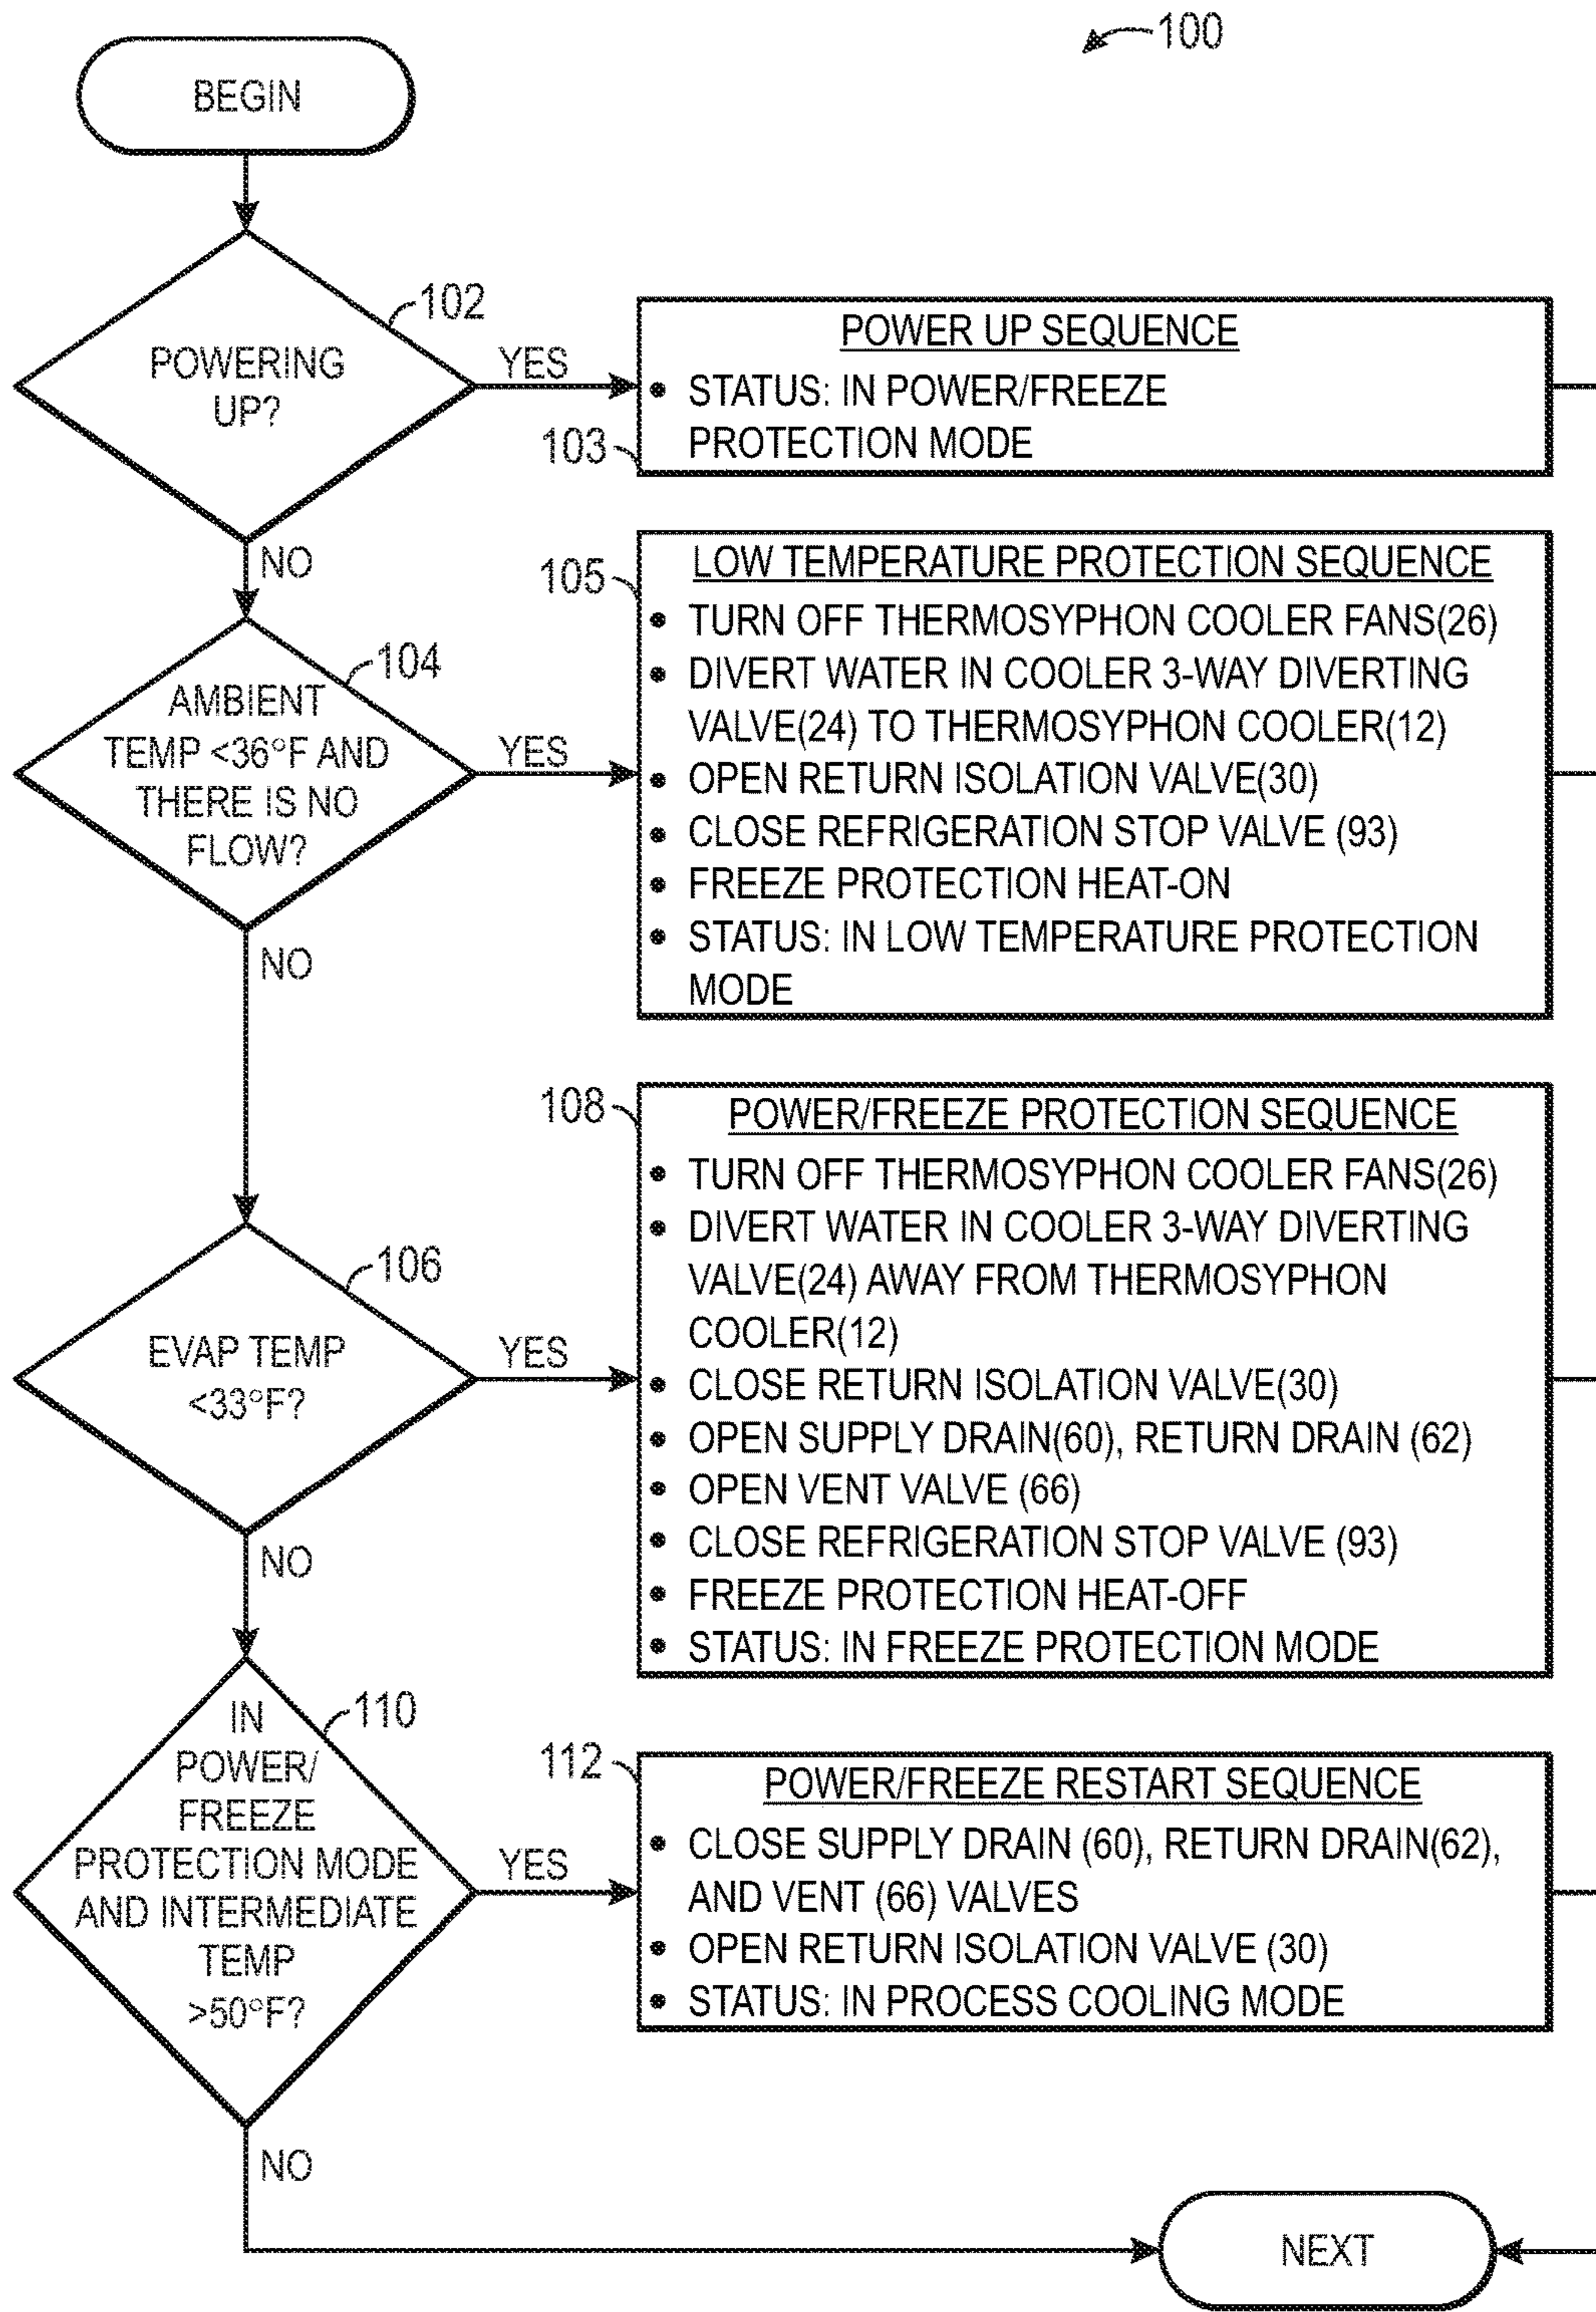 100
BEGIN
102
POWERING
UP?
YES
NO
POWER UP SEQUENCE
• STATUS: IN POWER/FREEZE
PROTECTION MODE
103
104
AMBIENT
TEMP <36°F AND
THERE IS NO
FLOW?
YES
NO
105
LOW TEMPERATURE PROTECTION SEQUENCE
• TURN OFF THERMOSYPHON COOLER FANS(26)
• DIVERT WATER IN COOLER 3-WAY DIVERTING
VALVE(24) TO THERMOSYPHON COOLER(12)
• OPEN RETURN ISOLATION VALVE(30)
• CLOSE REFRIGERATION STOP VALVE (93)
• FREEZE PROTECTION HEAT-ON
• STATUS: IN LOW TEMPERATURE PROTECTION
MODE
106
EVAP TEMP
<33°F?
YES
NO
108
POWER/FREEZE PROTECTION SEQUENCE
• TURN OFF THERMOSYPHON COOLER FANS(26)
• DIVERT WATER IN COOLER 3-WAY DIVERTING
VALVE(24) AWAY FROM THERMOSYPHON
COOLER(12)
• CLOSE RETURN ISOLATION VALVE(30)
• OPEN SUPPLY DRAIN(60), RETURN DRAIN (62)
• OPEN VENT VALVE (66)
• CLOSE REFRIGERATION STOP VALVE (93)
• FREEZE PROTECTION HEAT-OFF
• STATUS: IN FREEZE PROTECTION MODE
110
IN
POWER/
FREEZE
PROTECTION MODE
AND INTERMEDIATE
TEMP
>50°F?
YES
NO
112
POWER/FREEZE RESTART SEQUENCE
• CLOSE SUPPLY DRAIN (60), RETURN DRAIN(62),
AND VENT (66) VALVES
• OPEN RETURN ISOLATION VALVE (30)
• STATUS: IN PROCESS COOLING MODE
NEXT